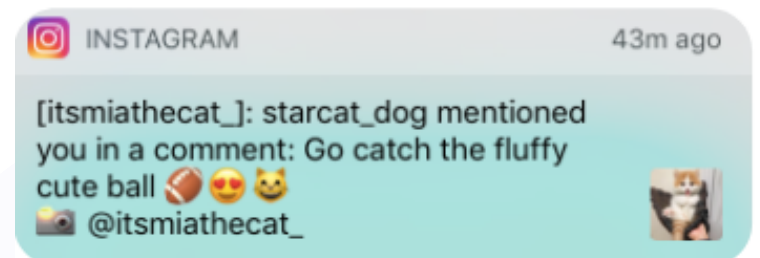 INSTAGRAM 43m ago
[itsmiathecat_]: starcat_dog mentioned
you in a comment: Go catch the fluffy
cute ball 🏈😍😺
📸 @itsmiathecat_